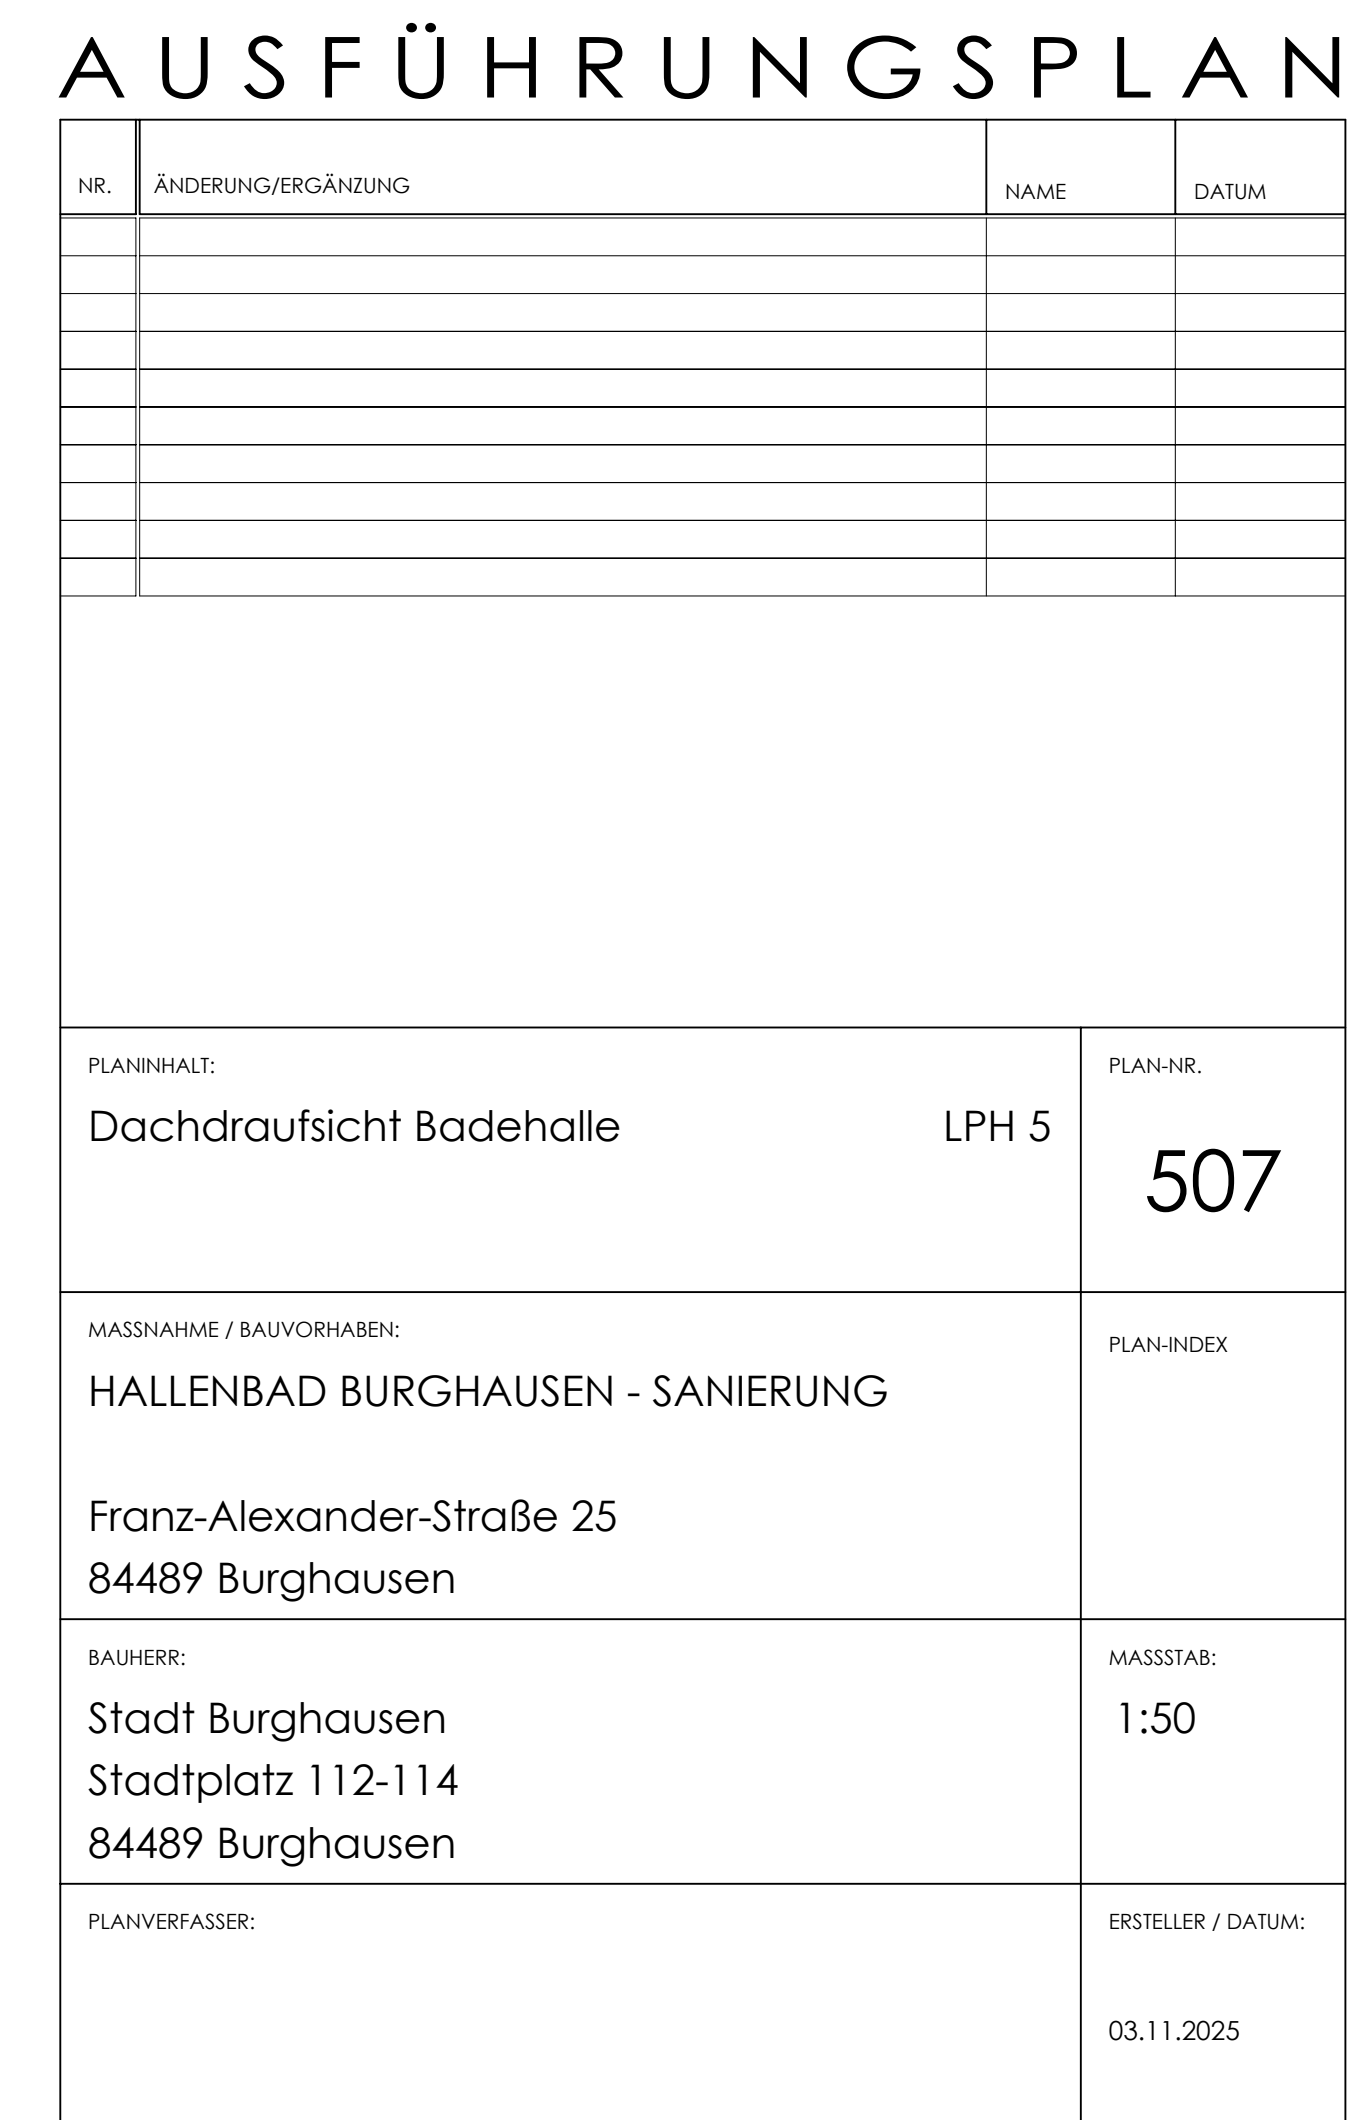 AUSFÜHRUNGSPLAN
NR. ÄNDERUNG/ERGÄNZUNG NAME DATUM
PLANINHALT: PLAN-NR.
Dachdraufsicht Badehalle LPH 5
507
MASSNAHME / BAUVORHABEN: PLAN-INDEX
HALLENBAD BURGHAUSEN - SANIERUNG
Franz-Alexander-Straße 25
84489 Burghausen
BAUHERR: MASSSTAB:
Stadt Burghausen 1:50
Stadtplatz 112-114
84489 Burghausen
PLANVERFASSER: ERSTELLER / DATUM:
03.11.2025